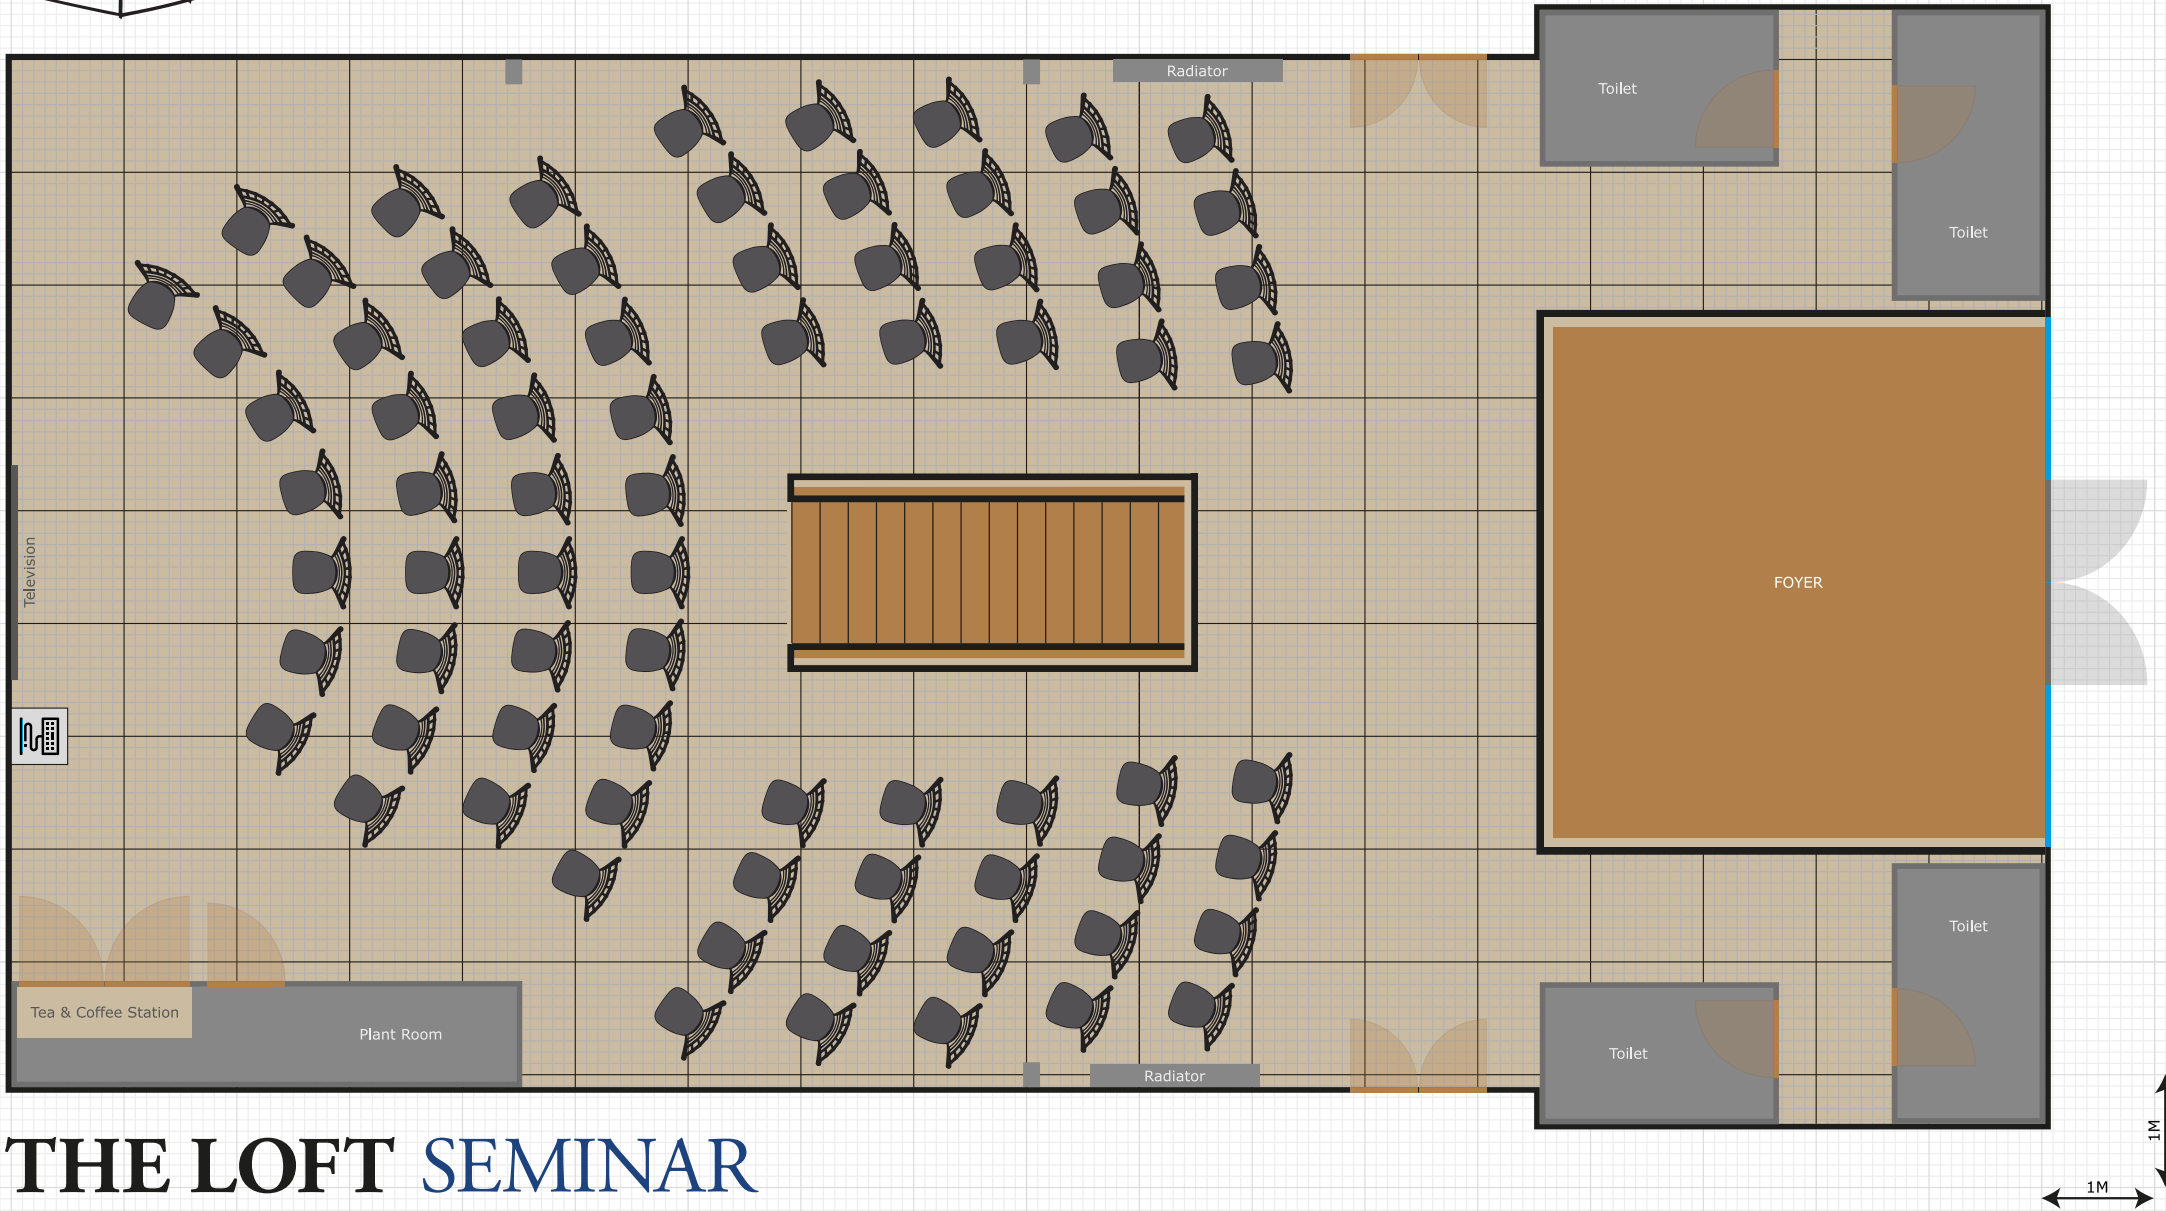 Radiator
Toilet
Toilet
Television
FOYER
Toilet
Tea & Coffee Station
Plant Room
Toilet
Radiator
THE LOFT SEMINAR
1M
1M